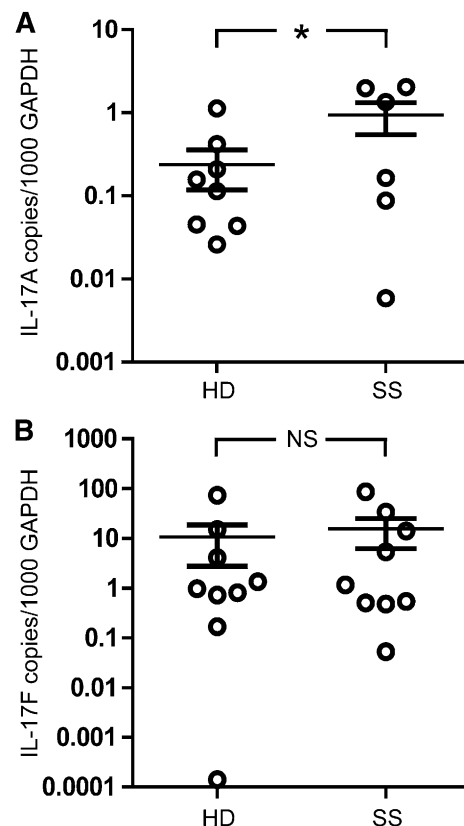 A
IL-17A copies/1000 GAPDH
10
1
0.1
0.01
0.001
*
HD
SS
B
IL-17F copies/1000 GAPDH
1000
100
10
1
0.1
0.01
0.001
0.0001
NS
HD
SS